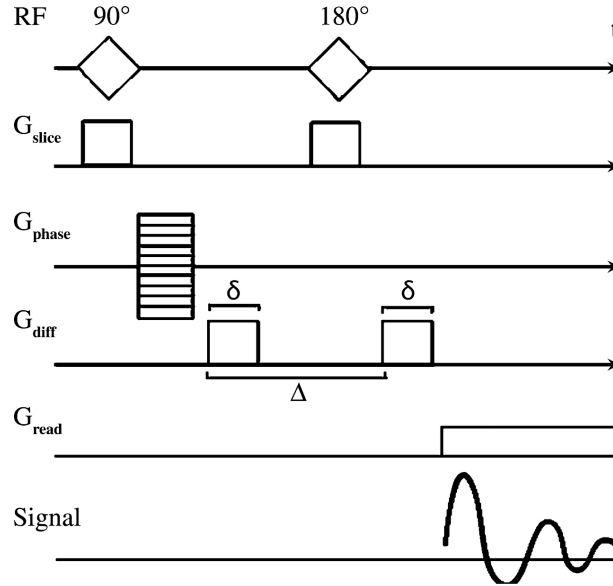 RF 90° 180° t
G_slice
G_phase
δ δ
G_diff
Δ
G_read
Signal